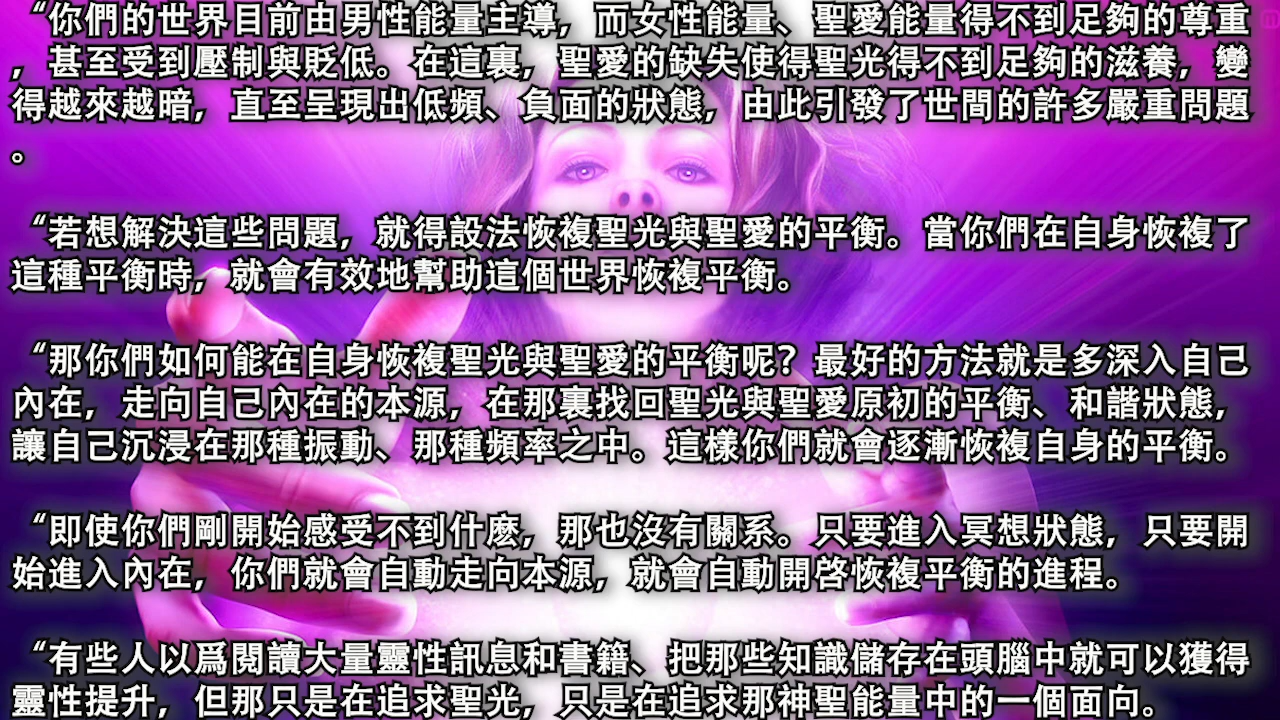 “你們的世界目前由男性能量主導，而女性能量、聖愛能量得不到足夠的尊重
，甚至受到壓制與貶低。在這裏，聖愛的缺失使得聖光得不到足夠的滋養，變
得越來越暗，直至呈現出低頻、負面的狀態，由此引發了世間的許多嚴重問題
。
“若想解決這些問題，就得設法恢複聖光與聖愛的平衡。當你們在自身恢複了
這種平衡時，就會有效地幫助這個世界恢複平衡。
“那你們如何能在自身恢複聖光與聖愛的平衡呢？最好的方法就是多深入自己
內在，走向自己內在的本源，在那裏找回聖光與聖愛原初的平衡、和諧狀態，
讓自己沉浸在那種振動、那種頻率之中。這樣你們就會逐漸恢複自身的平衡。
“即使你們剛開始感受不到什麽，那也沒有關系。只要進入冥想狀態，只要開
始進入內在，你們就會自動走向本源，就會自動開啓恢複平衡的進程。
“有些人以爲閱讀大量靈性訊息和書籍、把那些知識儲存在頭腦中就可以獲得
靈性提升，但那只是在追求聖光，只是在追求那神聖能量中的一個面向。